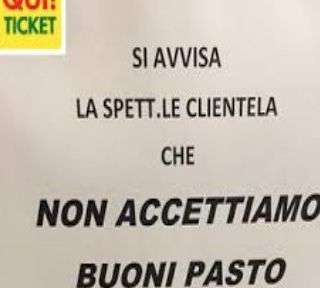 QUI!
TICKET
SI AVVISA
LA SPETT.LE CLIENTELA
CHE
NON ACCETTIAMO
BUONI PASTO